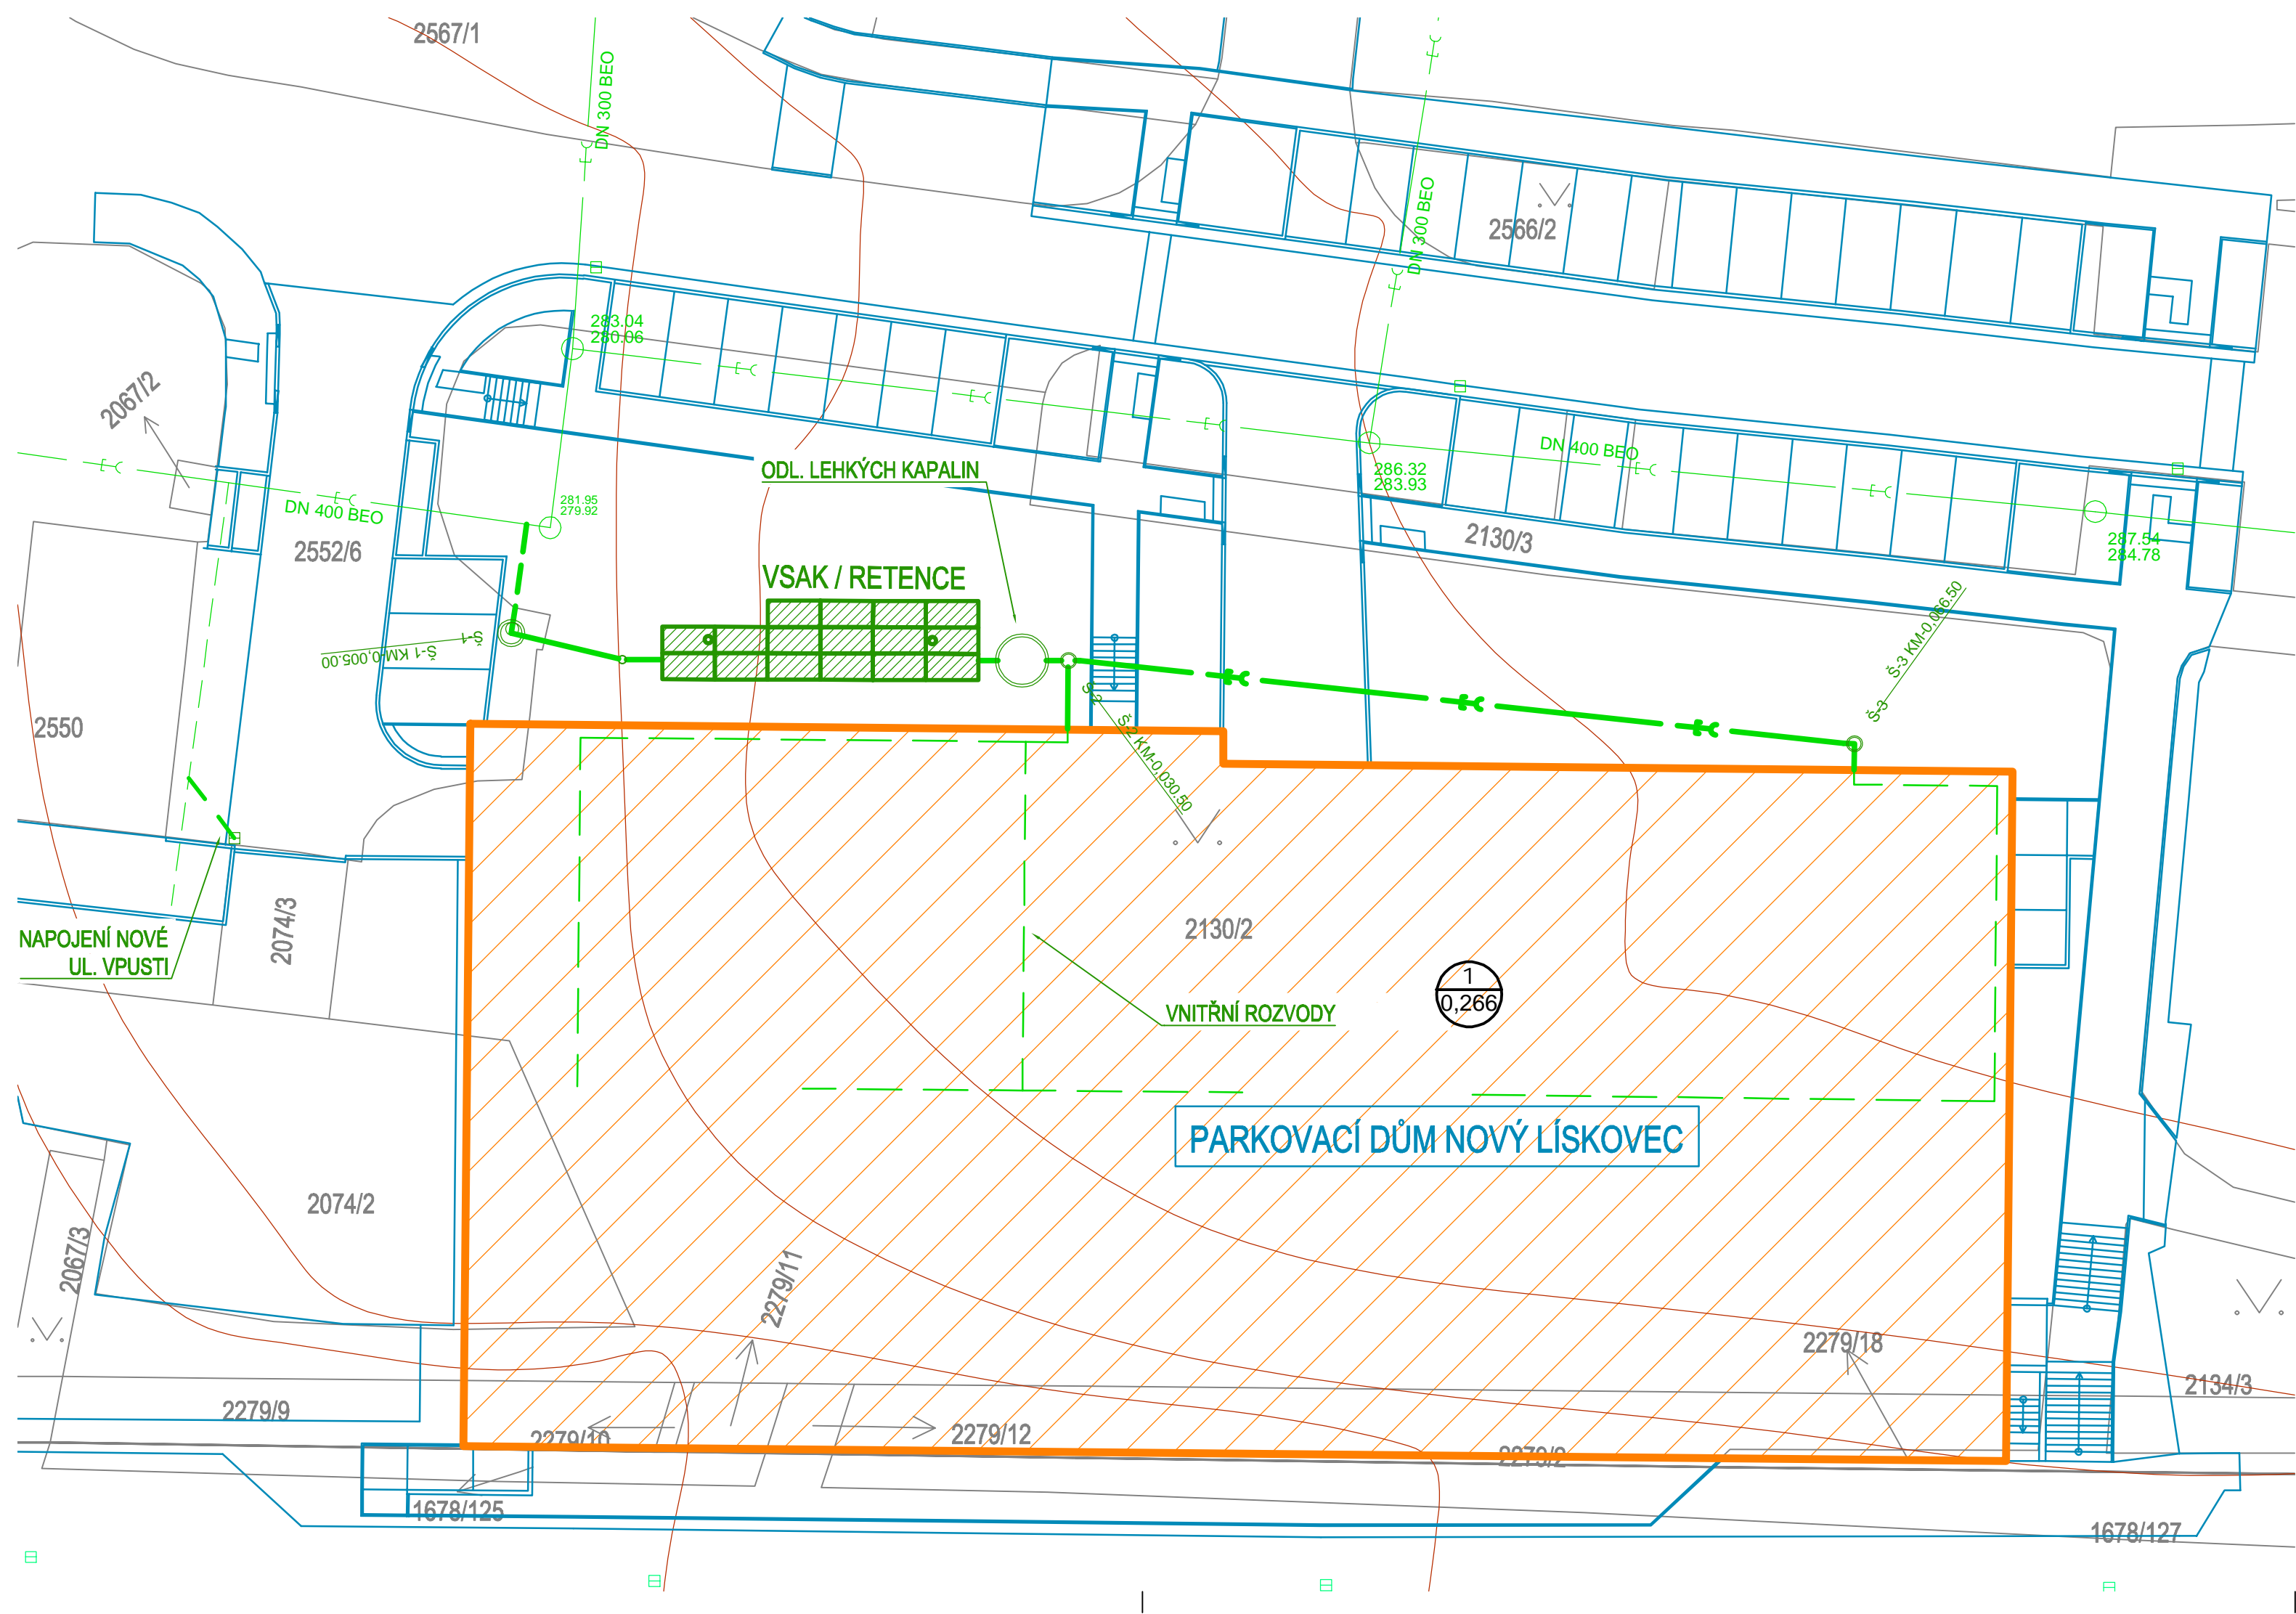 2567/1
DN 300 BEO
DN 300 BEO
2566/2
283.04
280.06
2067/2
DN 400 BEO
286.32
283.93
ODL. LEHKÝCH KAPALIN
281.95
279.92
DN 400 BEO
2130/3
287.54
284.78
2552/6
VSAK / RETENCE
Š-1
Š-1 KM-0,005.00
Š-3 KM-0,066.50
Š-3
Š-2
Š-2 KM-0,030.50
2550
2074/3
2130/2
NAPOJENÍ NOVÉ
UL. VPUSTI
1
0,266
VNITŘNÍ ROZVODY
PARKOVACÍ DŮM NOVÝ LÍSKOVEC
2074/2
2067/3
2279/11
2279/18
2134/3
2279/9
2279/10
2279/12
2279/2
1678/125
1678/127